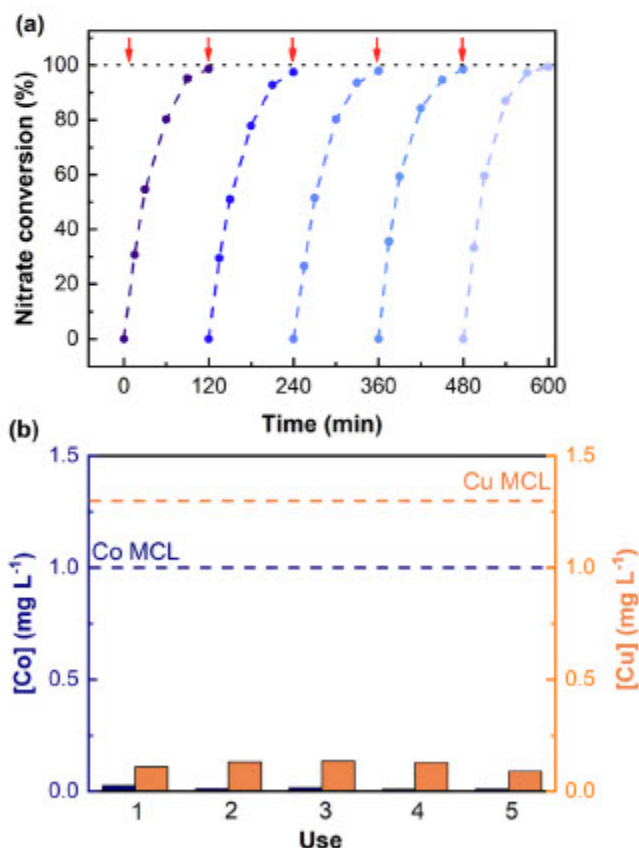 (a)
Nitrate conversion (%)
100
80
60
40
20
0
0 120 240 360 480 600
Time (min)
(b)
[Co] (mg L⁻¹)
1.5
1.0
0.5
0.0
Cu MCL
Co MCL
1.5
1.0
0.5
0.0
[Cu] (mg L⁻¹)
1 2 3 4 5
Use